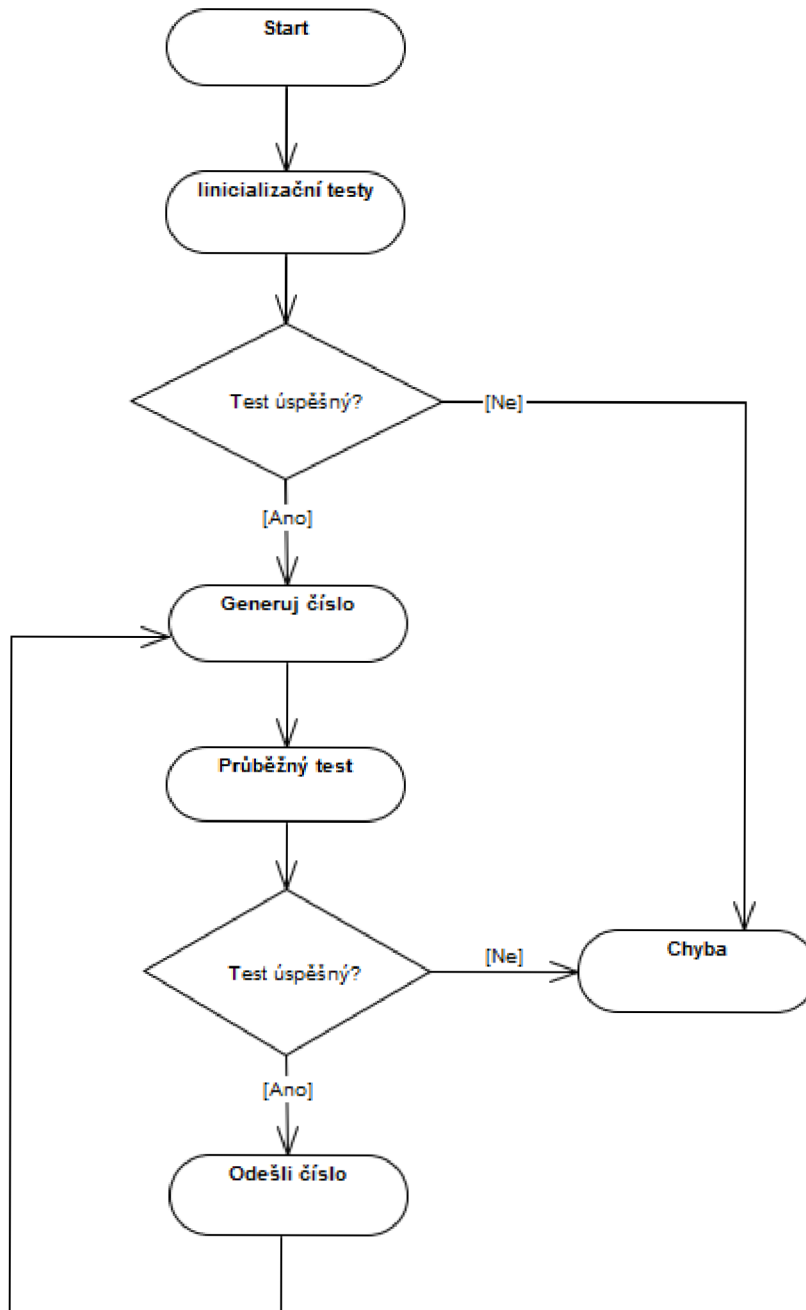 Start
Iinicializační testy
Test úspěšný?
[Ne]
[Ano]
Generuj číslo
Průběžný test
Test úspěšný?
[Ne]
Chyba
[Ano]
Odešli číslo